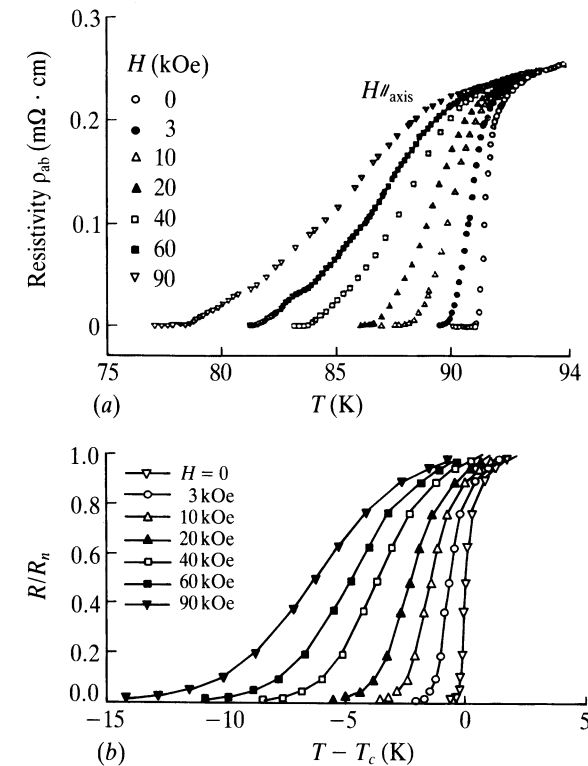 0.3
H (kOe)
0
3
10
20
40
60
90
H//axis
0.2
0.1
0
Resistivity ρab (mΩ · cm)
75
80
85
90
94
(a)
T (K)
1.0
0.8
0.6
0.4
0.2
0.0
R/Rn
H = 0
3 kOe
10 kOe
20 kOe
40 kOe
60 kOe
90 kOe
−15
−10
−5
0
5
(b)
T − Tc (K)